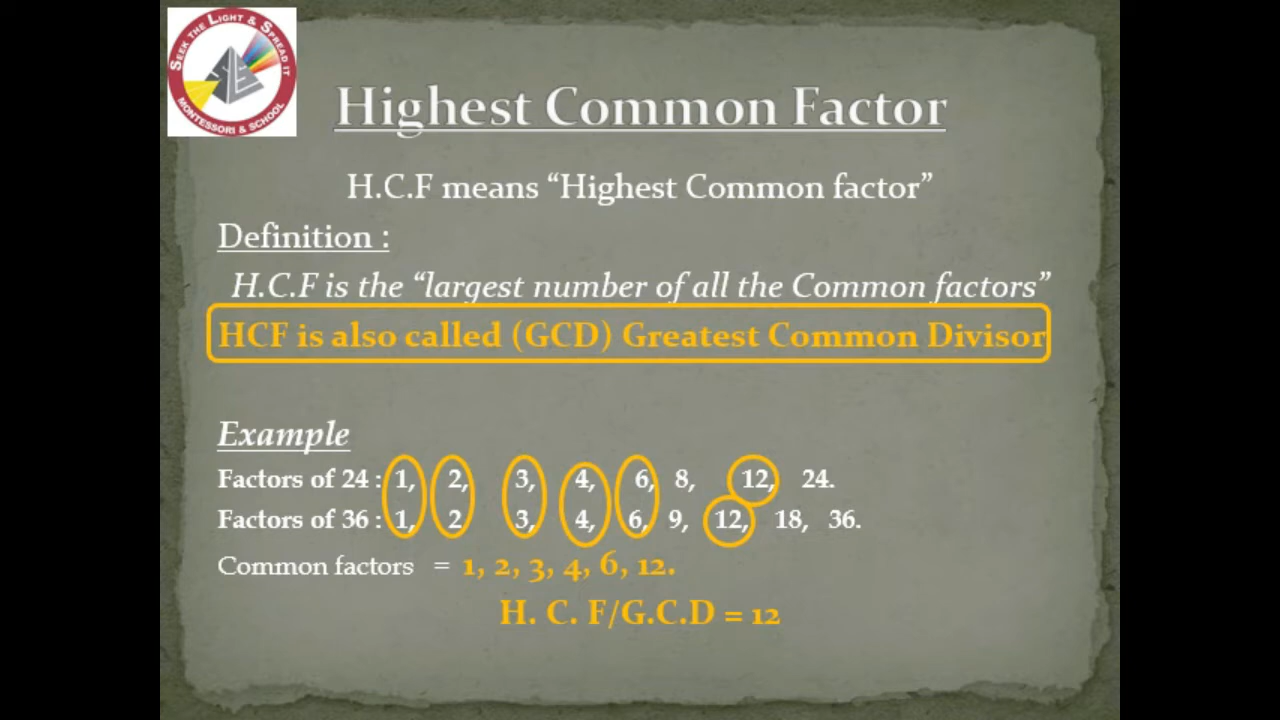 SEEK THE LIGHT & SPREAD IT
MONTESSORI & SCHOOL
Highest Common Factor
H.C.F means “Highest Common factor”
Definition :
H.C.F is the “largest number of all the Common factors”
HCF is also called (GCD) Greatest Common Divisor
Example
Factors of 24 : 1, 2, 3, 4, 6, 8, 12, 24.
Factors of 36 : 1, 2 3, 4, 6, 9, 12, 18, 36.
Common factors = 1, 2, 3, 4, 6, 12.
H. C. F/G.C.D = 12